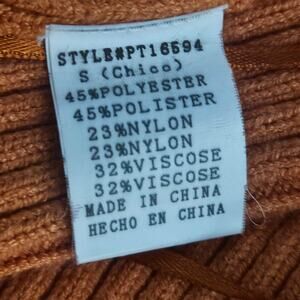 STYLE#PT16594
S (Chico)
45%POLYESTER
45%POLISTER
23%NYLON
23%NYLON
32%VISCOSE
32%VISCOSE
MADE IN CHINA
HECHO EN CHINA